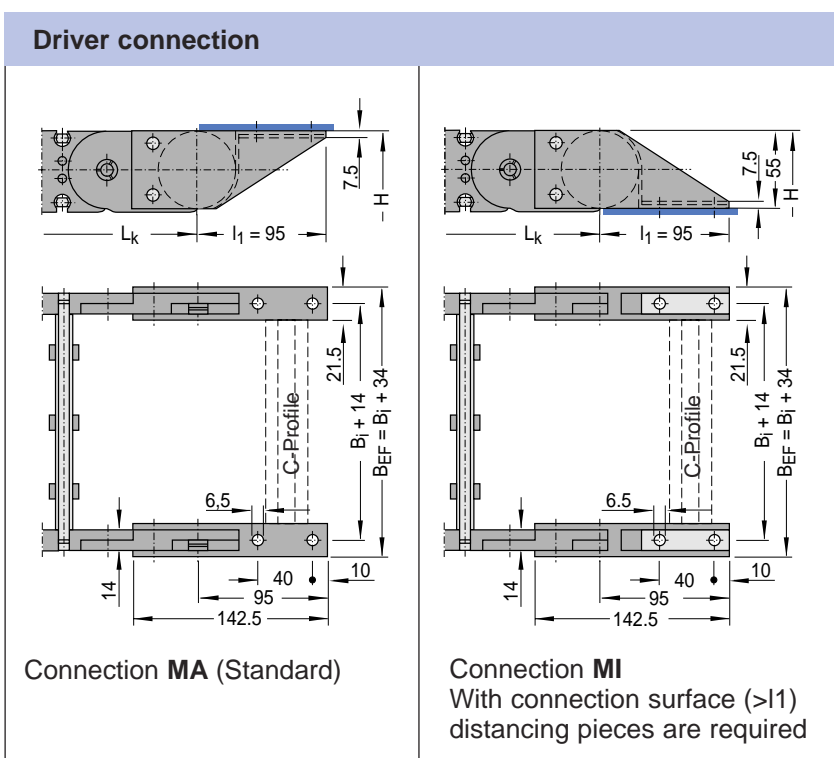 Driver connection
7.5
H
Lk
l1 = 95
7.5
55
H
Lk
l1 = 95
21.5
Bi + 14
BEF = Bi + 34
C-Profile
6,5
14
40
10
95
142.5
21.5
Bi + 14
BEF = Bi + 34
C-Profile
6.5
14
40
10
95
142.5
Connection MA (Standard)
Connection MI
With connection surface (>l1)
distancing pieces are required